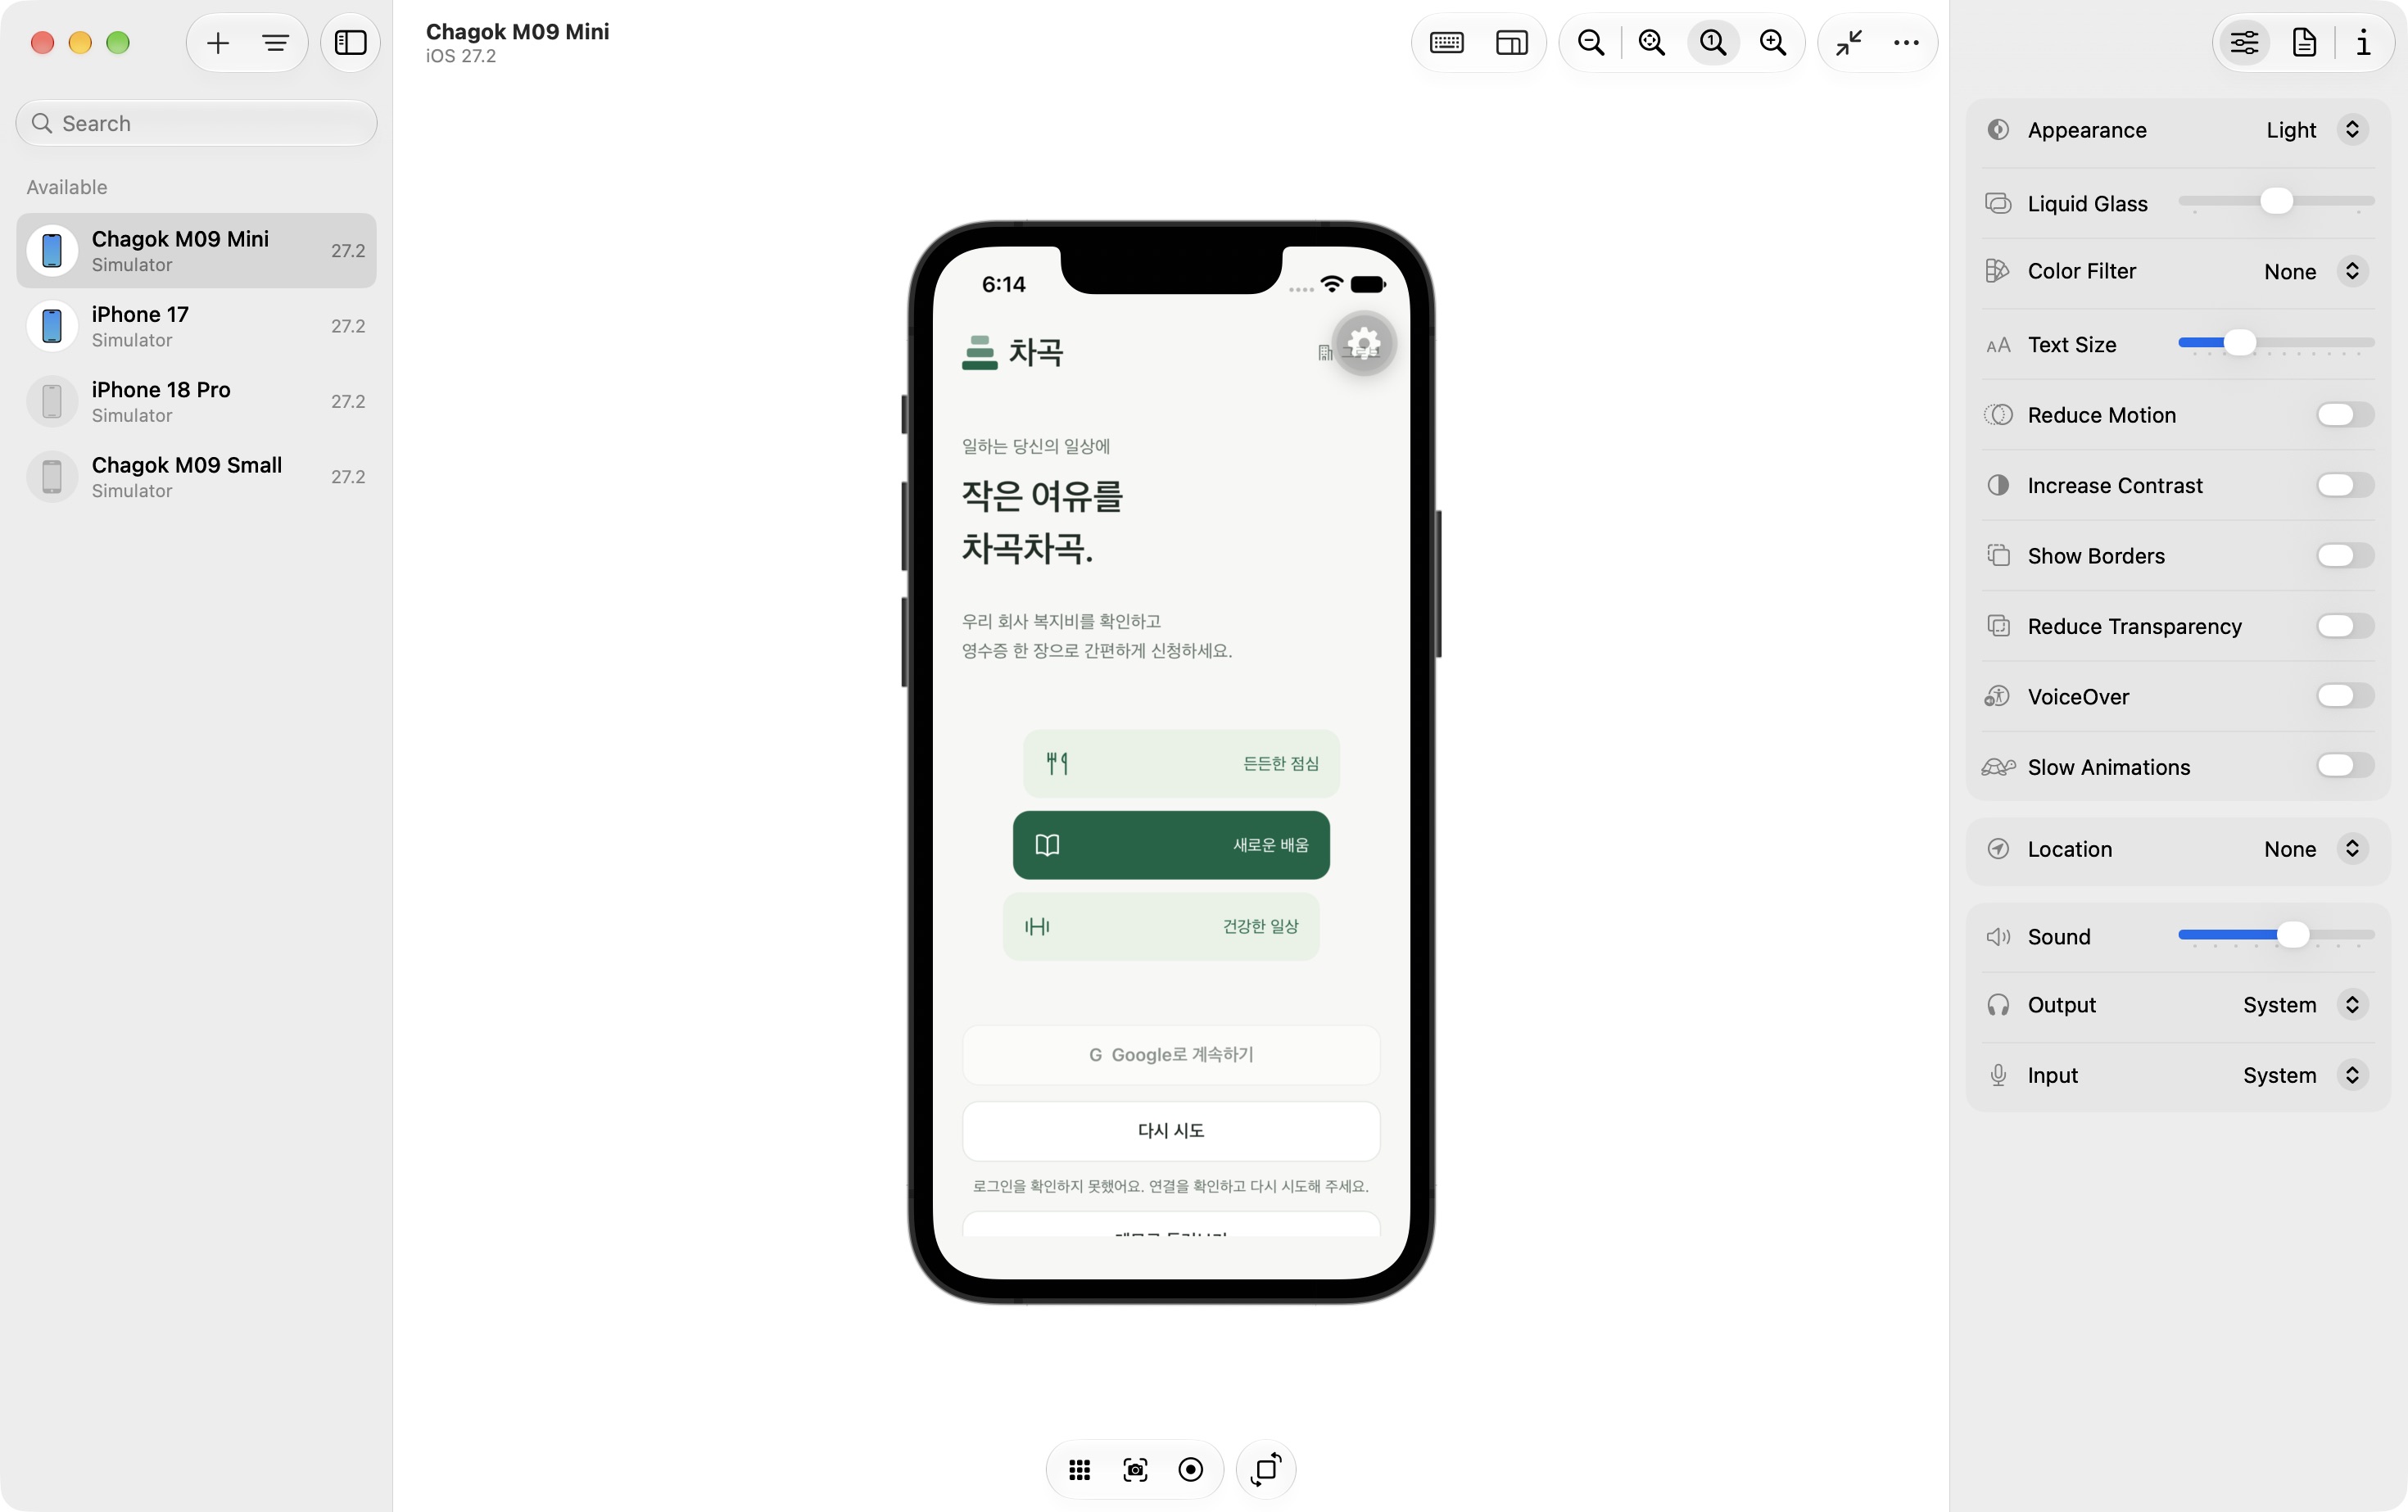 Chagok M09 Mini
iOS 27.2
Search
Available
Chagok M09 Mini
Simulator
27.2
iPhone 17
Simulator
27.2
iPhone 18 Pro
Simulator
27.2
Chagok M09 Small
Simulator
27.2
6:14
차곡
일하는 당신의 일상에
작은 여유를
차곡차곡.
우리 회사 복지비를 확인하고
영수증 한 장으로 간편하게 신청하세요.
든든한 점심
새로운 배움
건강한 일상
G Google로 계속하기
다시 시도
로그인을 확인하지 못했어요. 연결을 확인하고 다시 시도해 주세요.
Appearance Light
Liquid Glass
Color Filter None
Text Size
Reduce Motion
Increase Contrast
Show Borders
Reduce Transparency
VoiceOver
Slow Animations
Location None
Sound
Output System
Input System